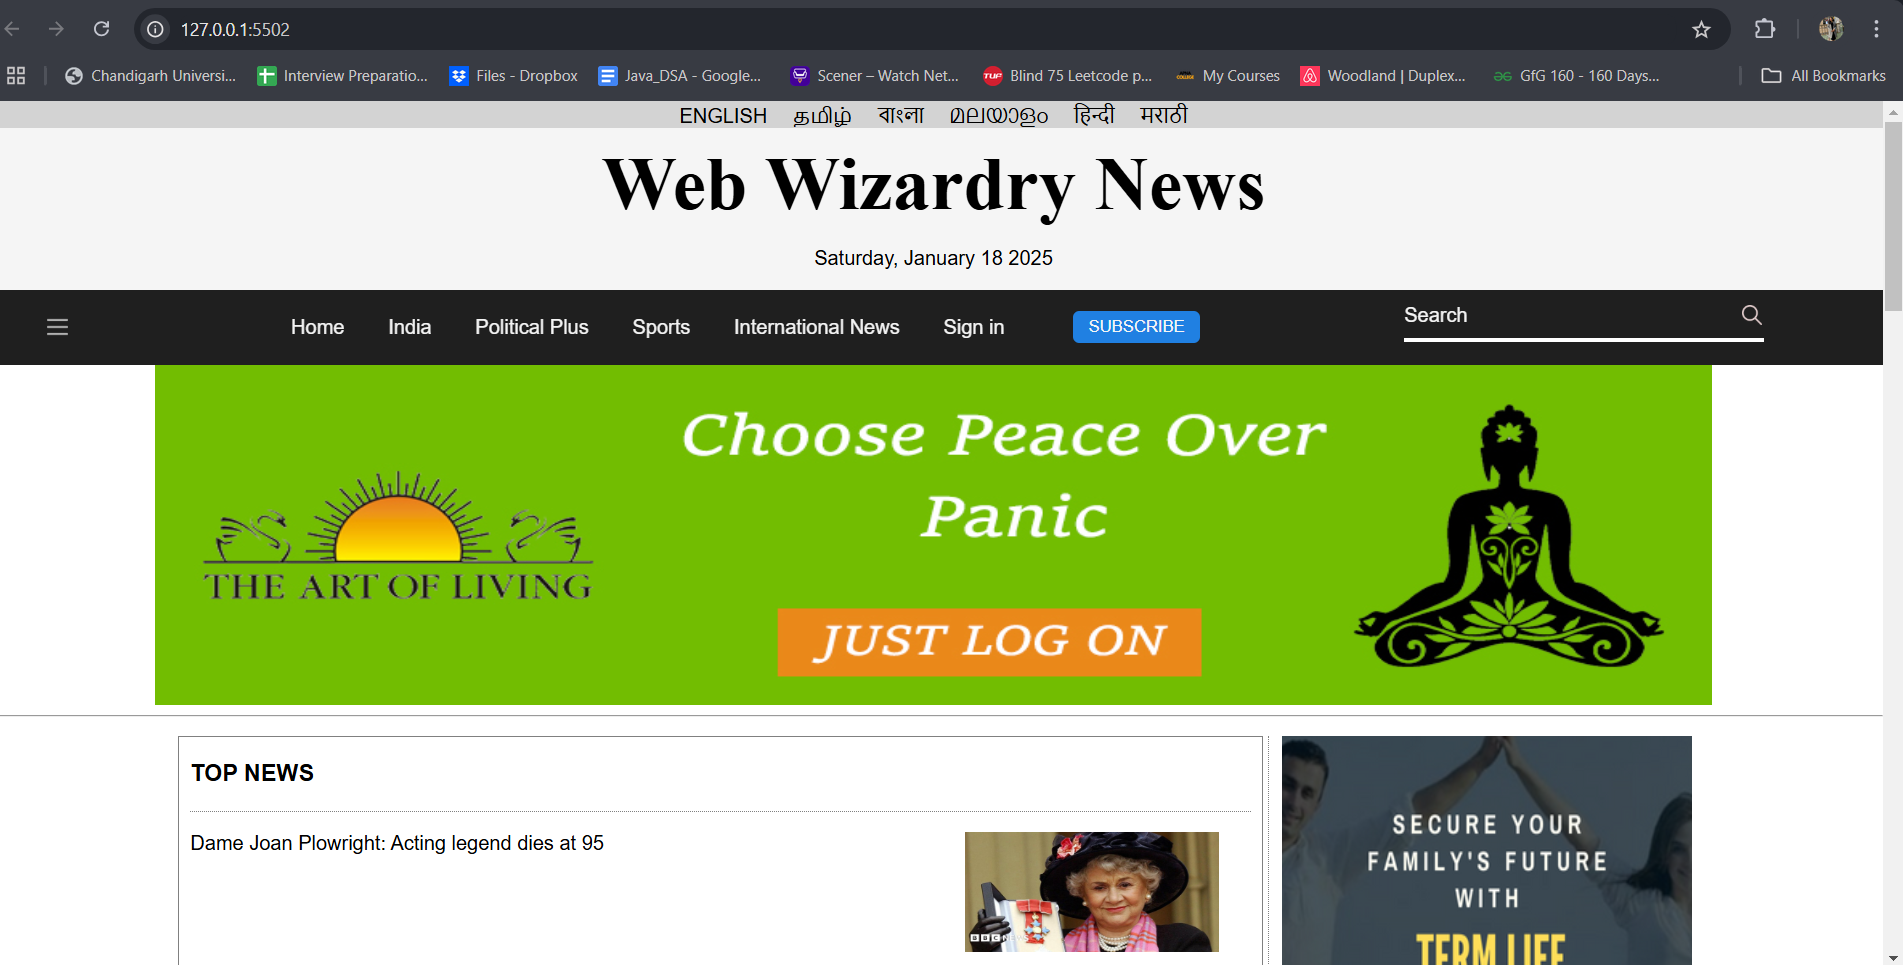 127.0.0.1:5502
Chandigarh Universi... Interview Preparatio... Files - Dropbox Java_DSA - Google... Scener – Watch Net... TUF Blind 75 Leetcode p... My Courses Woodland | Duplex... GfG 160 - 160 Days... All Bookmarks
ENGLISH தமிழ் বাংলা മലയാളം हिन्दी मराठी
Web Wizardry News
Saturday, January 18 2025
Home India Political Plus Sports International News Sign in SUBSCRIBE Search
Choose Peace Over
Panic
THE ART OF LIVING
JUST LOG ON
TOP NEWS
Dame Joan Plowright: Acting legend dies at 95
BBC NEWS
SECURE YOUR
FAMILY'S FUTURE
WITH
TERM LIFE